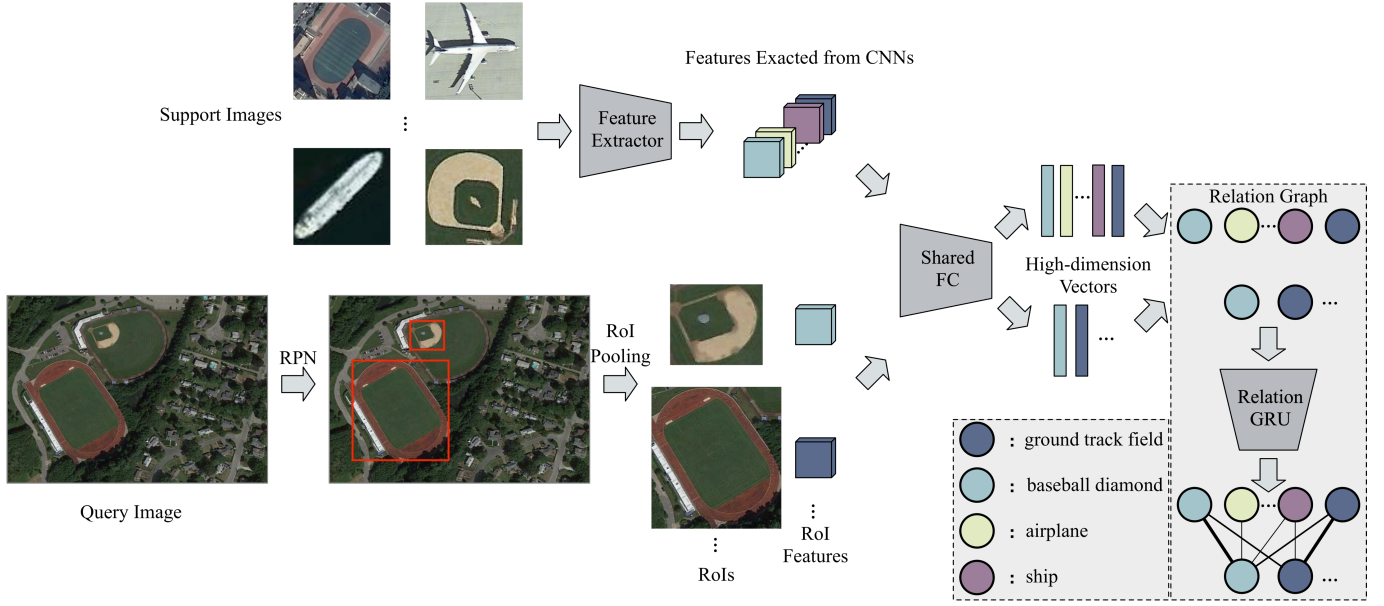 Support Images
Feature
Extractor
Features Exacted from CNNs
Query Image
RPN
RoI
Pooling
RoIs
RoI
Features
Shared
FC
High-dimension
Vectors
Relation Graph
Relation
GRU
: ground track field
: baseball diamond
: airplane
: ship